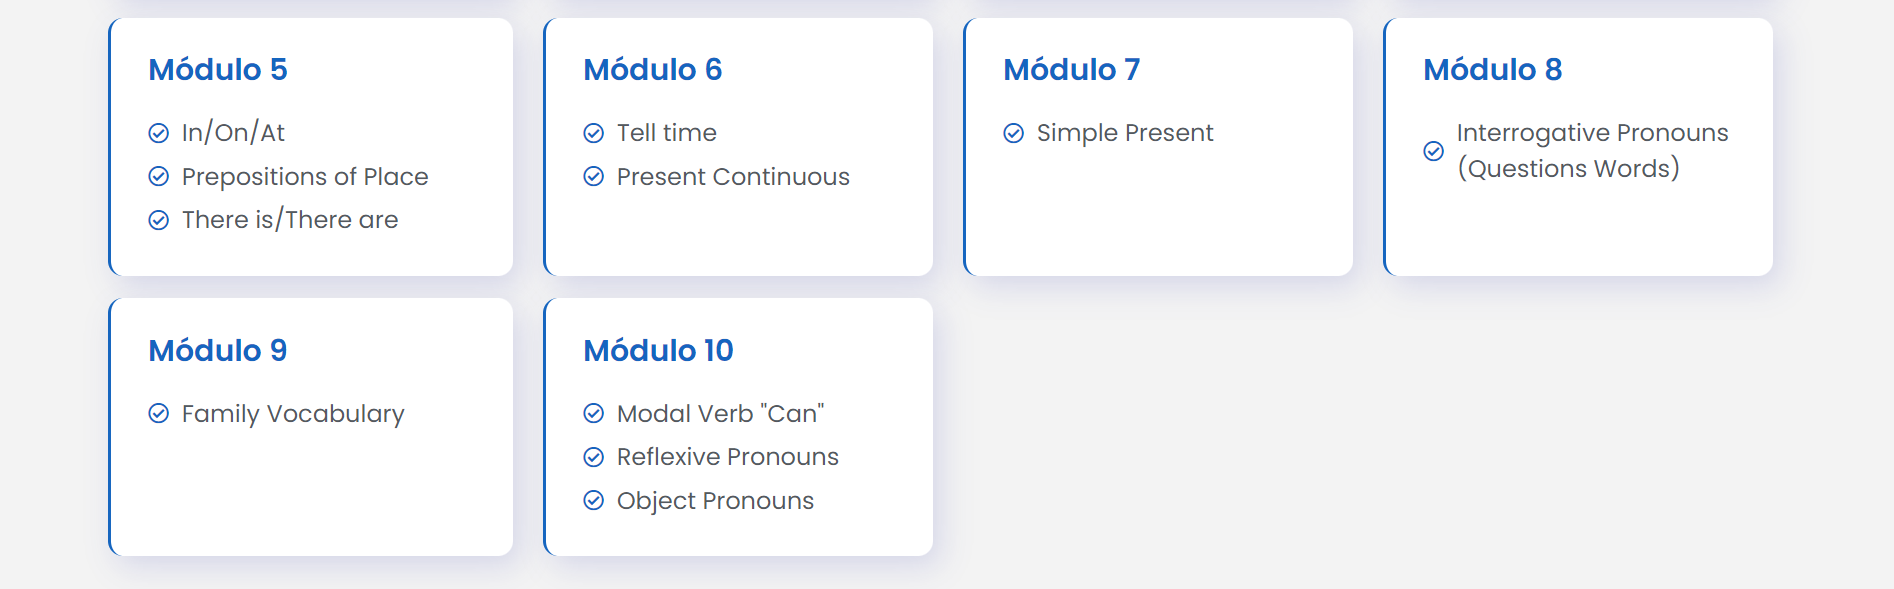 Módulo 5
In/On/At
Prepositions of Place
There is/There are
Módulo 6
Tell time
Present Continuous
Módulo 7
Simple Present
Módulo 8
Interrogative Pronouns
(Questions Words)
Módulo 9
Family Vocabulary
Módulo 10
Modal Verb "Can"
Reflexive Pronouns
Object Pronouns